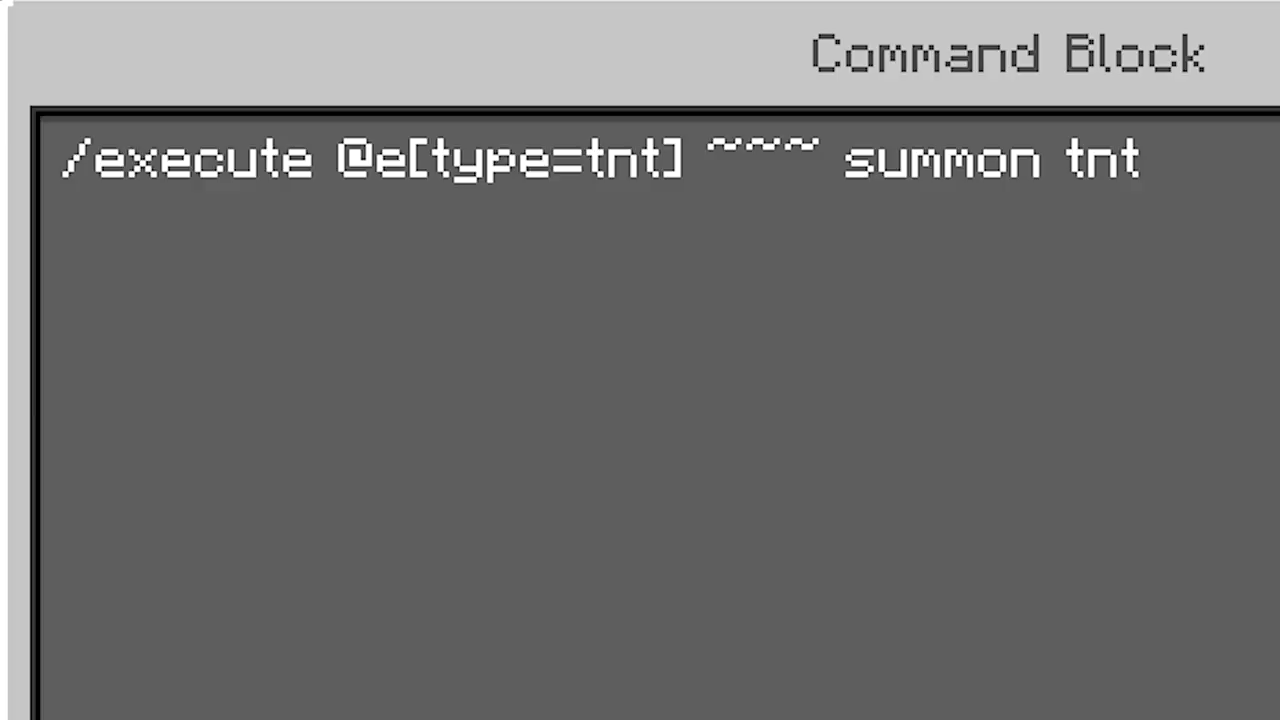 Command Block
/execute @e[type=tnt] ~~~ summon tnt